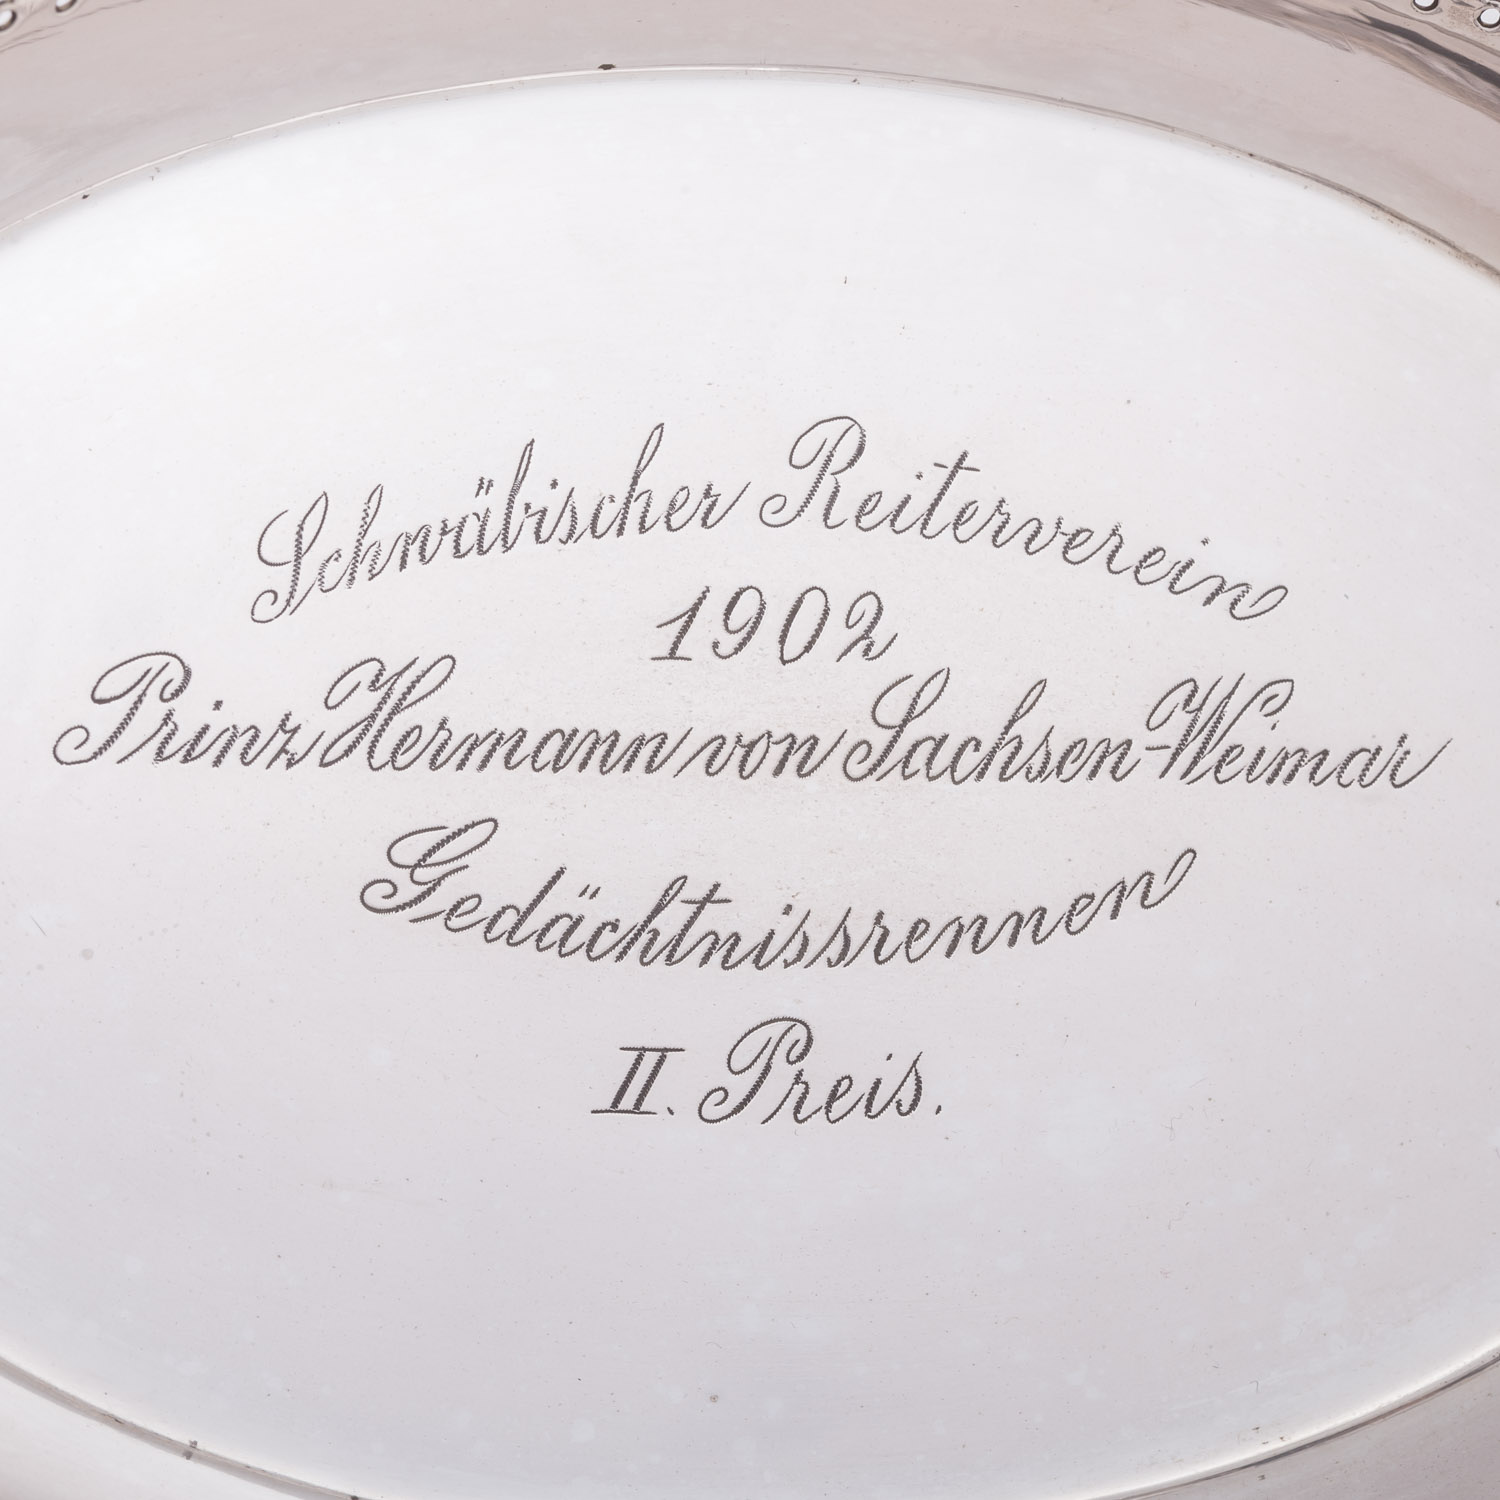 Schwäbischer Reiterverein
1902
Prinz Hermann von Sachsen-Weimar
Gedächtnissrennen
II. Preis.